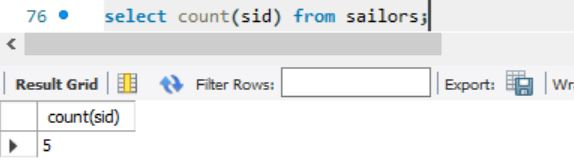 76 select count(sid) from sailors;
Result Grid Filter Rows: Export: Wr
count(sid)
5